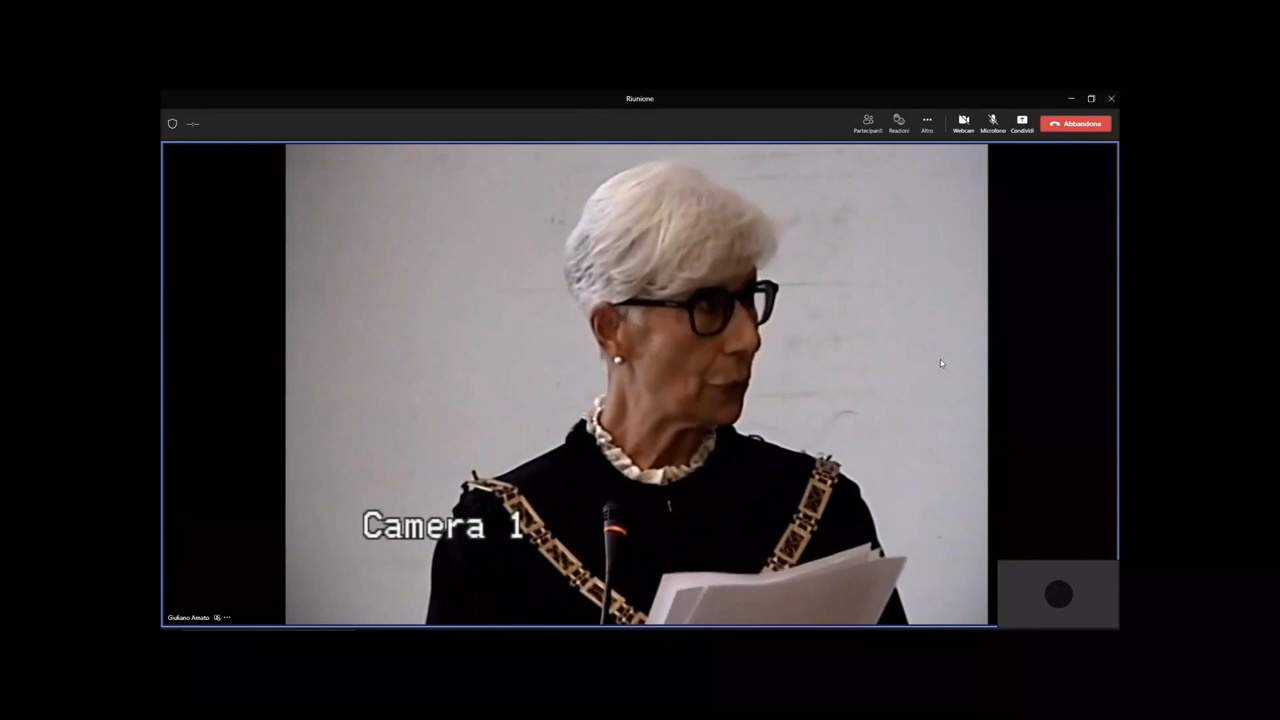 Riunione
Partecipanti Reazioni Altro Webcam Microfono Condividi Abbandona
Camera 1
Giuliano Amato